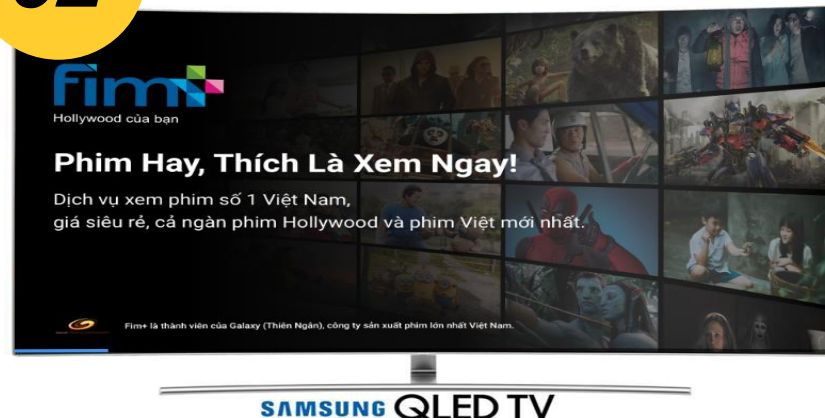 fim+
Hollywood của bạn
Phim Hay, Thích Là Xem Ngay!
Dịch vụ xem phim số 1 Việt Nam,
giá siêu rẻ, cả ngàn phim Hollywood và phim Việt mới nhất.
Fim+ là thành viên của Galaxy (Thiên Ngân), công ty sản xuất phim lớn nhất Việt Nam.
SAMSUNG QLED TV